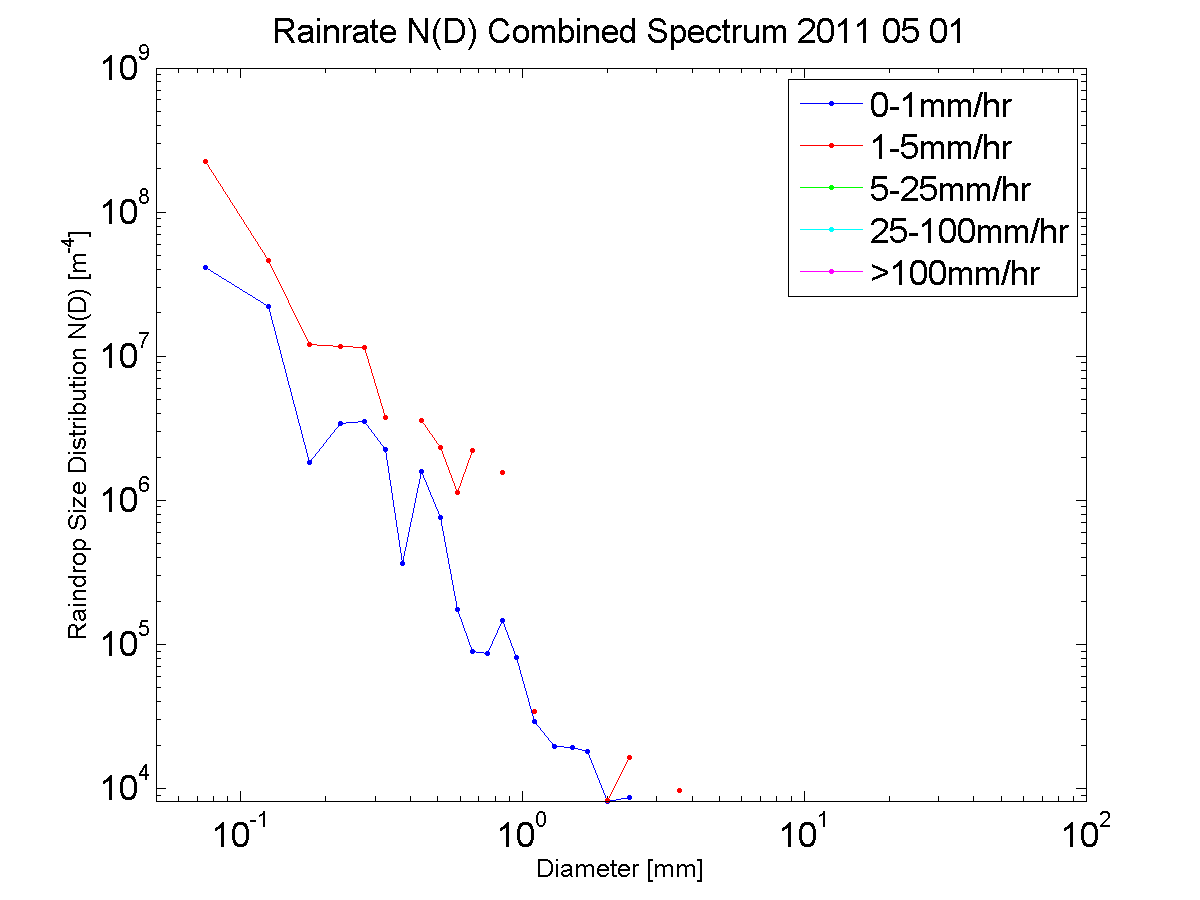 Rainrate N(D) Combined Spectrum 2011 05 01
10^9
10^8
10^7
10^6
10^5
10^4
Raindrop Size Distribution N(D) [m^-4]
0-1mm/hr
1-5mm/hr
5-25mm/hr
25-100mm/hr
>100mm/hr
10^-1
10^0
10^1
10^2
Diameter [mm]